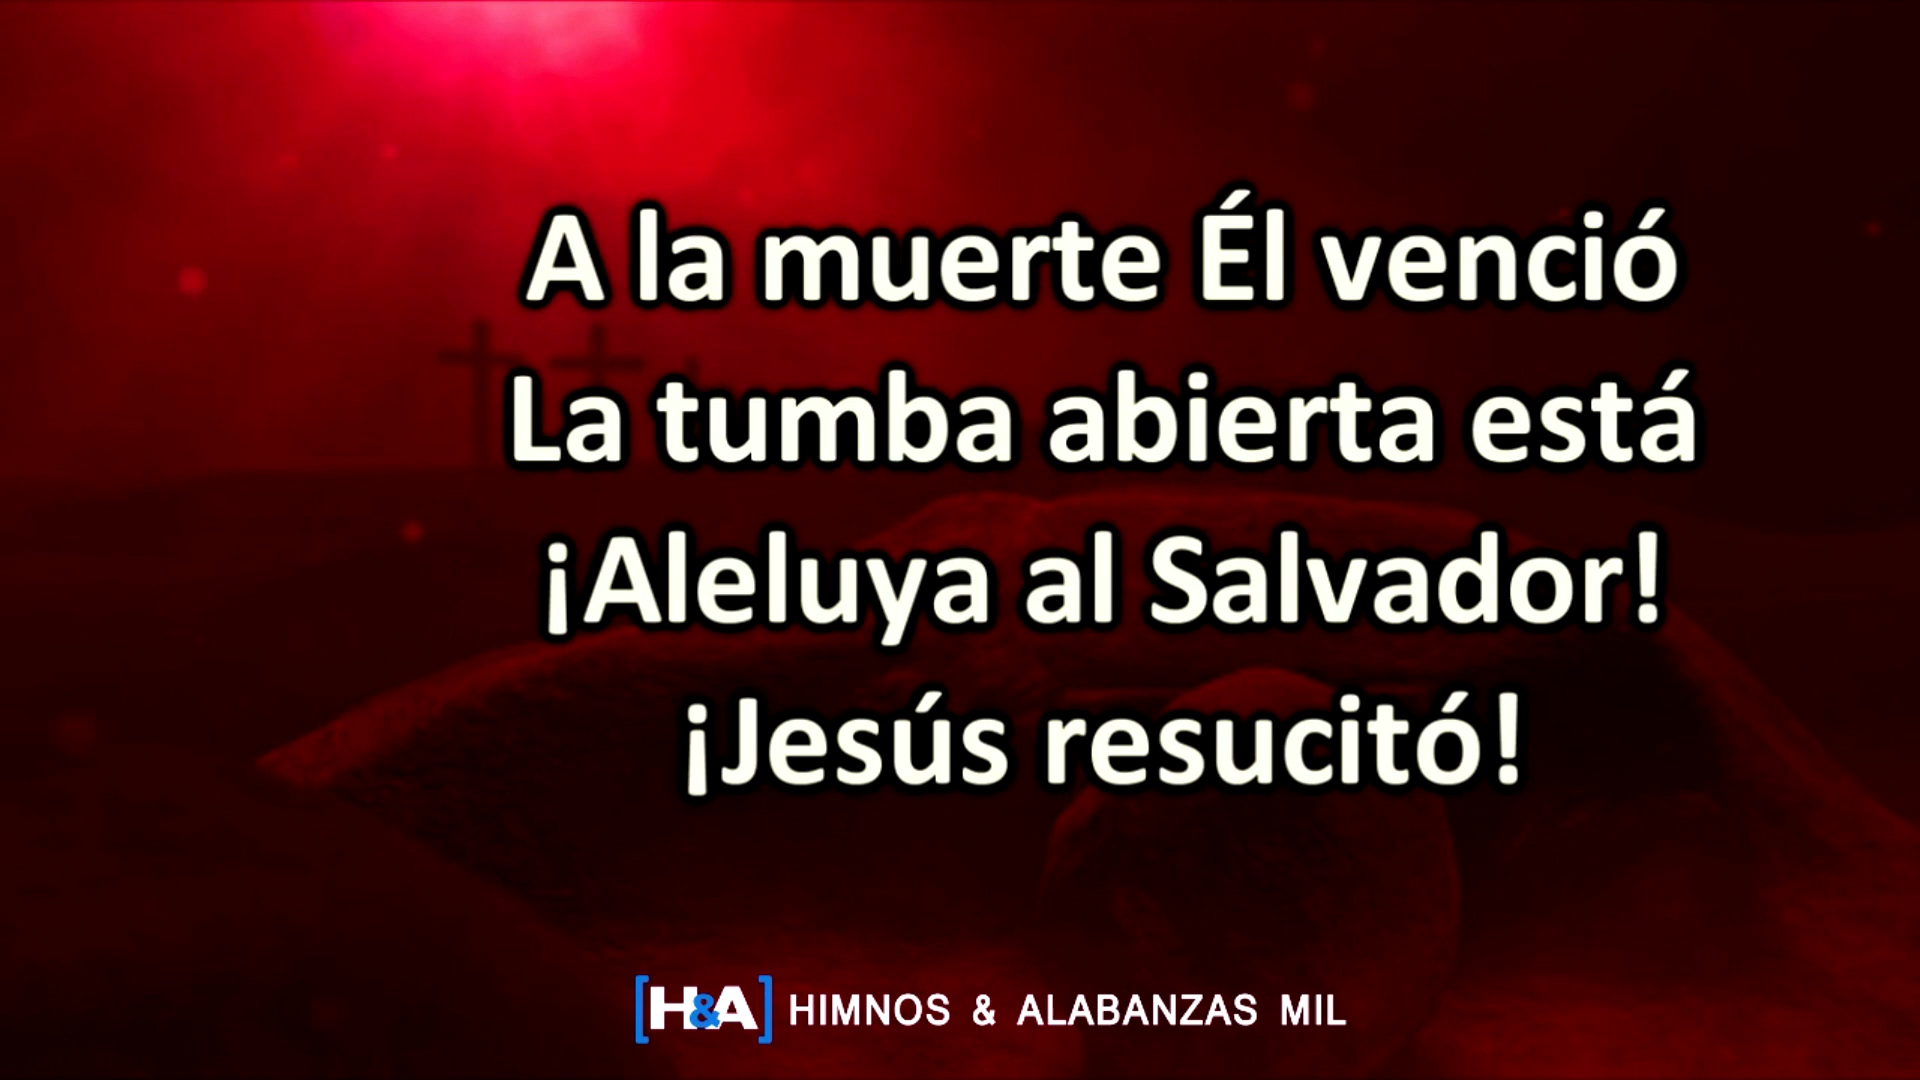 A la muerte Él venció
La tumba abierta está
¡Aleluya al Salvador!
¡Jesús resucitó!
[H&A] HIMNOS & ALABANZAS MIL